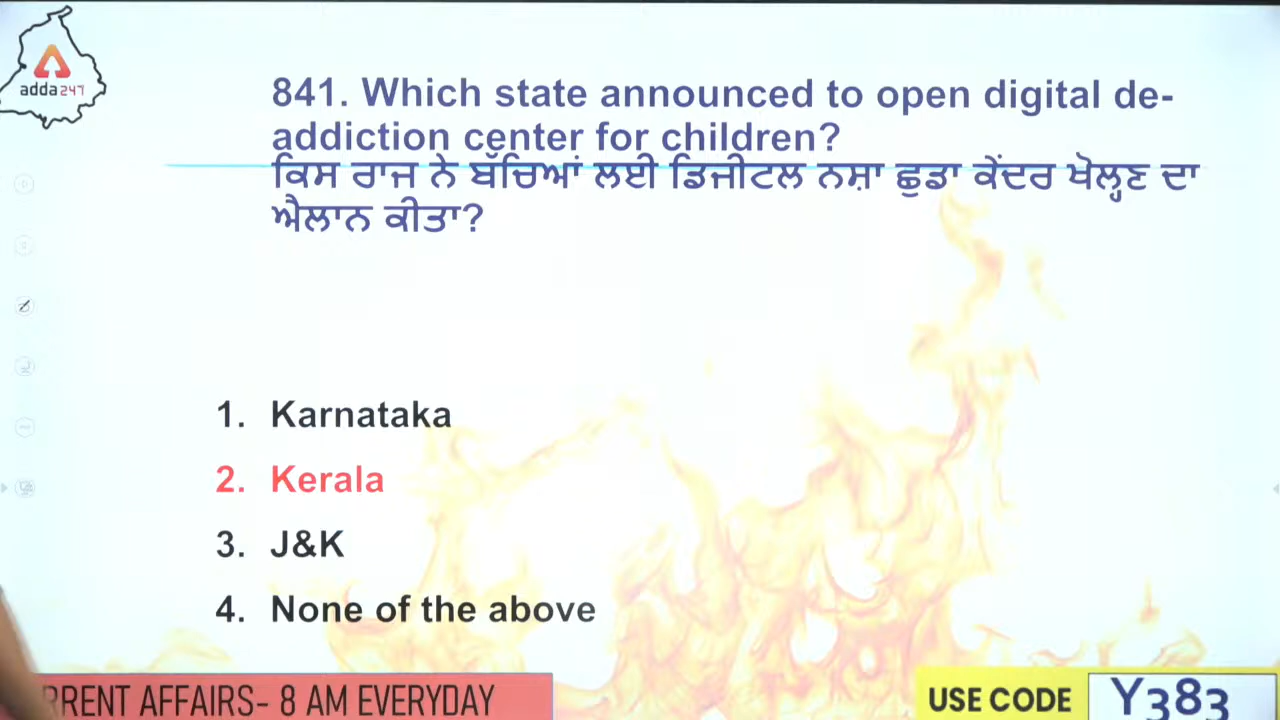 adda247
841. Which state announced to open digital de-
addiction center for children?
ਕਿਸ ਰਾਜ ਨੇ ਬੱਚਿਆਂ ਲਈ ਡਿਜੀਟਲ ਨਸ਼ਾ ਛੁਡਾ ਕੇਂਦਰ ਖੋਲ੍ਹਣ ਦਾ
ਐਲਾਨ ਕੀਤਾ?
1. Karnataka
2. Kerala
3. J&K
4. None of the above
RRENT AFFAIRS- 8 AM EVERYDAY
USE CODE
Y383